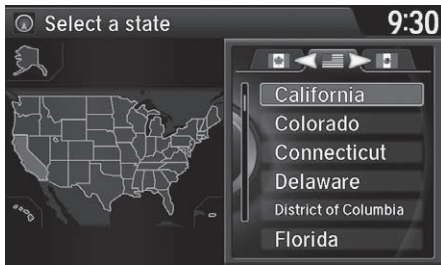 Select a state
9:30
California
Colorado
Connecticut
Delaware
District of Columbia
Florida